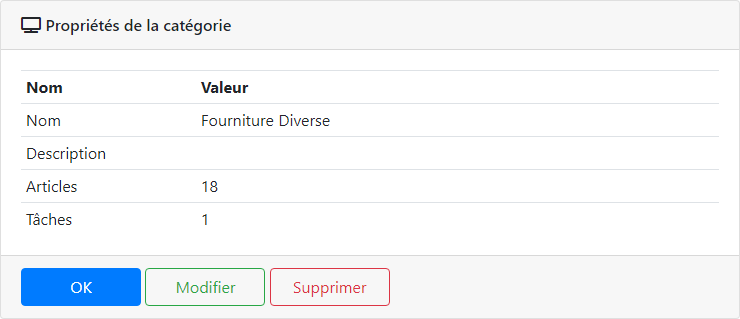 Propriétés de la catégorie
Nom Valeur
Nom Fourniture Diverse
Description
Articles 18
Tâches 1
OK Modifier Supprimer